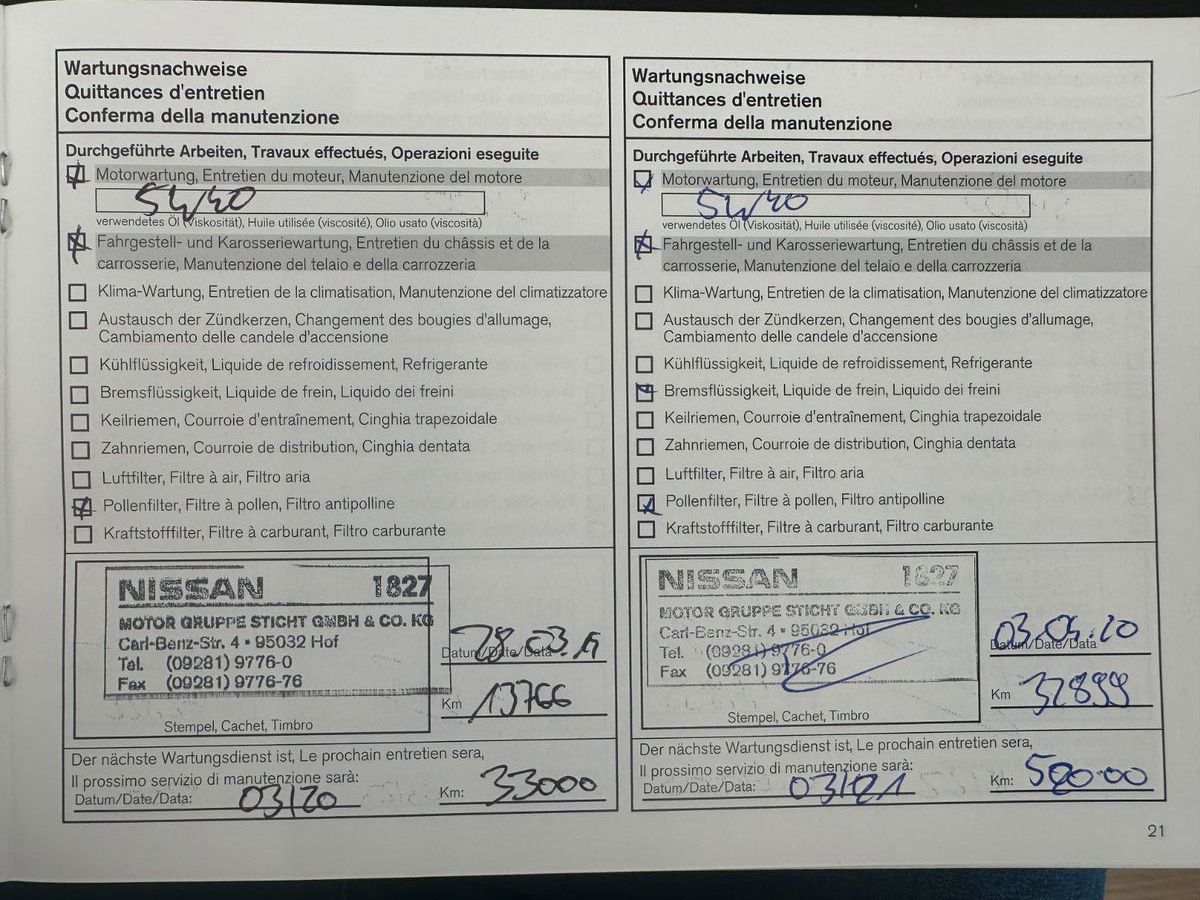 Wartungsnachweise
Quittances d'entretien
Conferma della manutenzione
Durchgeführte Arbeiten, Travaux effectués, Operazioni eseguite
Motorwartung, Entretien du moteur, Manutenzione del motore
5W40
verwendetes Öl (Viskosität), Huile utilisée (viscosité), Olio usato (viscosità)
Fahrgestell- und Karosseriewartung, Entretien du châssis et de la
carrosserie, Manutenzione del telaio e della carrozzeria
Klima-Wartung, Entretien de la climatisation, Manutenzione del climatizzatore
Austausch der Zündkerzen, Changement des bougies d'allumage,
Cambiamento delle candele d'accensione
Kühlflüssigkeit, Liquide de refroidissement, Refrigerante
Bremsflüssigkeit, Liquide de frein, Liquido dei freini
Keilriemen, Courroie d'entraînement, Cinghia trapezoidale
Zahnriemen, Courroie de distribution, Cinghia dentata
Luftfilter, Filtre à air, Filtro aria
Pollenfilter, Filtre à pollen, Filtro antipolline
Kraftstofffilter, Filtre à carburant, Filtro carburante
NISSAN 1827
MOTOR GRUPPE STICHT GMBH & CO. KG
Carl-Benz-Str. 4 • 95032 Hof
Tel. (09281) 9776-0
Fax (09281) 9776-76
Stempel, Cachet, Timbro
Datum/Date/Data 28.03.19
Km 13766
Der nächste Wartungsdienst ist, Le prochain entretien sera,
Il prossimo servizio di manutenzione sarà:
Datum/Date/Data: 03/20 Km: 33000
Wartungsnachweise
Quittances d'entretien
Conferma della manutenzione
Durchgeführte Arbeiten, Travaux effectués, Operazioni eseguite
Motorwartung, Entretien du moteur, Manutenzione del motore
5W40
verwendetes Öl (Viskosität), Huile utilisée (viscosité), Olio usato (viscosità)
Fahrgestell- und Karosseriewartung, Entretien du châssis et de la
carrosserie, Manutenzione del telaio e della carrozzeria
Klima-Wartung, Entretien de la climatisation, Manutenzione del climatizzatore
Austausch der Zündkerzen, Changement des bougies d'allumage,
Cambiamento delle candele d'accensione
Kühlflüssigkeit, Liquide de refroidissement, Refrigerante
Bremsflüssigkeit, Liquide de frein, Liquido dei freini
Keilriemen, Courroie d'entraînement, Cinghia trapezoidale
Zahnriemen, Courroie de distribution, Cinghia dentata
Luftfilter, Filtre à air, Filtro aria
Pollenfilter, Filtre à pollen, Filtro antipolline
Kraftstofffilter, Filtre à carburant, Filtro carburante
NISSAN 1827
MOTOR GRUPPE STICHT GMBH & CO. KG
Carl-Benz-Str. 4 • 95032 Hof
Tel. (09281) 9776-0
Fax (09281) 9776-76
Stempel, Cachet, Timbro
Datum/Date/Data
Km 32899
Der nächste Wartungsdienst ist, Le prochain entretien sera,
Il prossimo servizio di manutenzione sarà:
Datum/Date/Data: 03/21 Km:
21